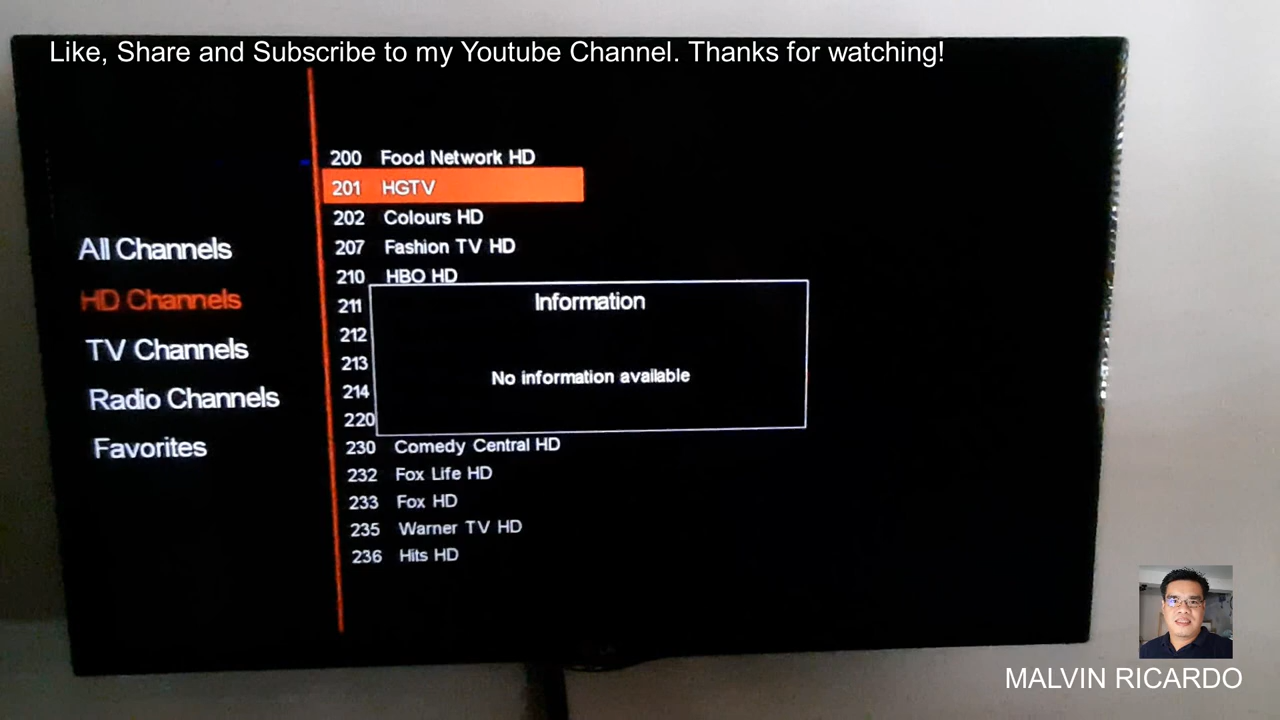 Like, Share and Subscribe to my Youtube Channel. Thanks for watching!
200 Food Network HD
201 HGTV
202 Colours HD
207 Fashion TV HD
210 HBO HD
211
212
213
214
220
230 Comedy Central HD
232 Fox Life HD
233 Fox HD
235 Warner TV HD
236 Hits HD
All Channels
HD Channels
TV Channels
Radio Channels
Favorites
Information
No information available
MALVIN RICARDO